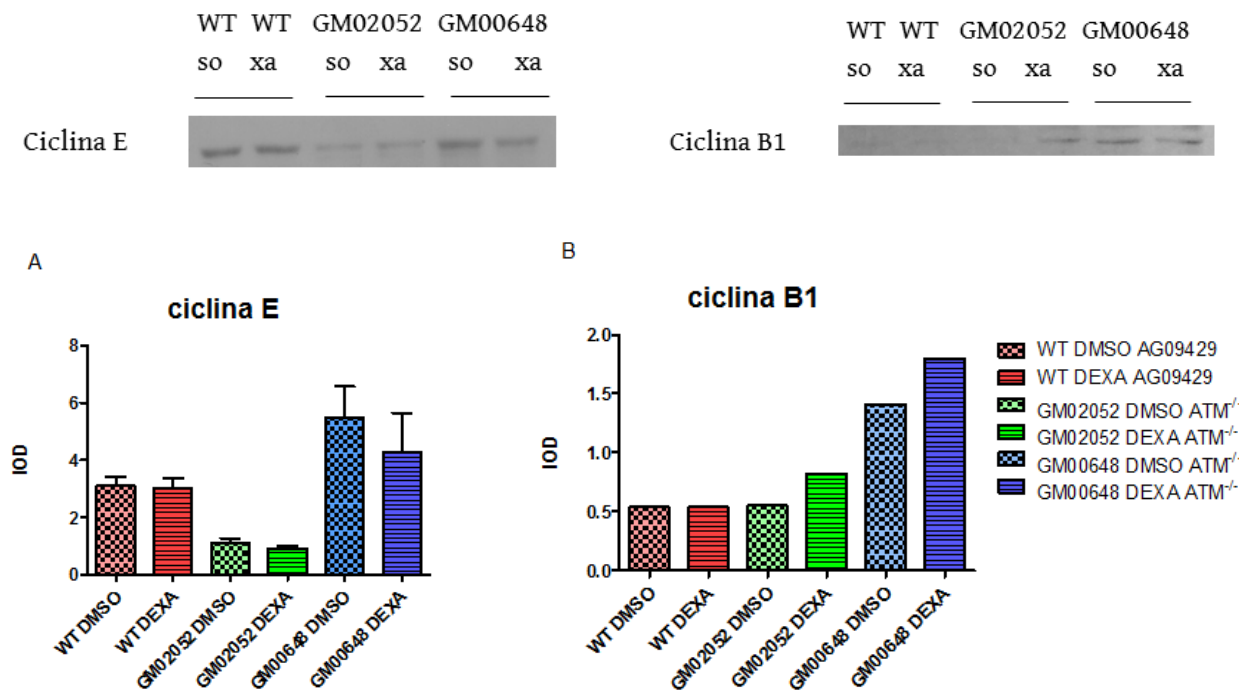 WT WT GM02052 GM00648
so xa so xa so xa
Ciclina E
WT WT GM02052 GM00648
so xa so xa so xa
Ciclina B1
A
ciclina E
IOD
8
6
4
2
0
WT DMSO
WT DEXA
GM02052 DMSO
GM02052 DEXA
GM00648 DMSO
GM00648 DEXA
B
ciclina B1
IOD
2.0
1.5
1.0
0.5
0.0
WT DMSO
WT DEXA
GM02052 DMSO
GM02052 DEXA
GM00648 DMSO
GM00648 DEXA
WT DMSO AG09429
WT DEXA AG09429
GM02052 DMSO ATM-/-
GM02052 DEXA ATM-/-
GM00648 DMSO ATM-/-
GM00648 DEXA ATM-/-